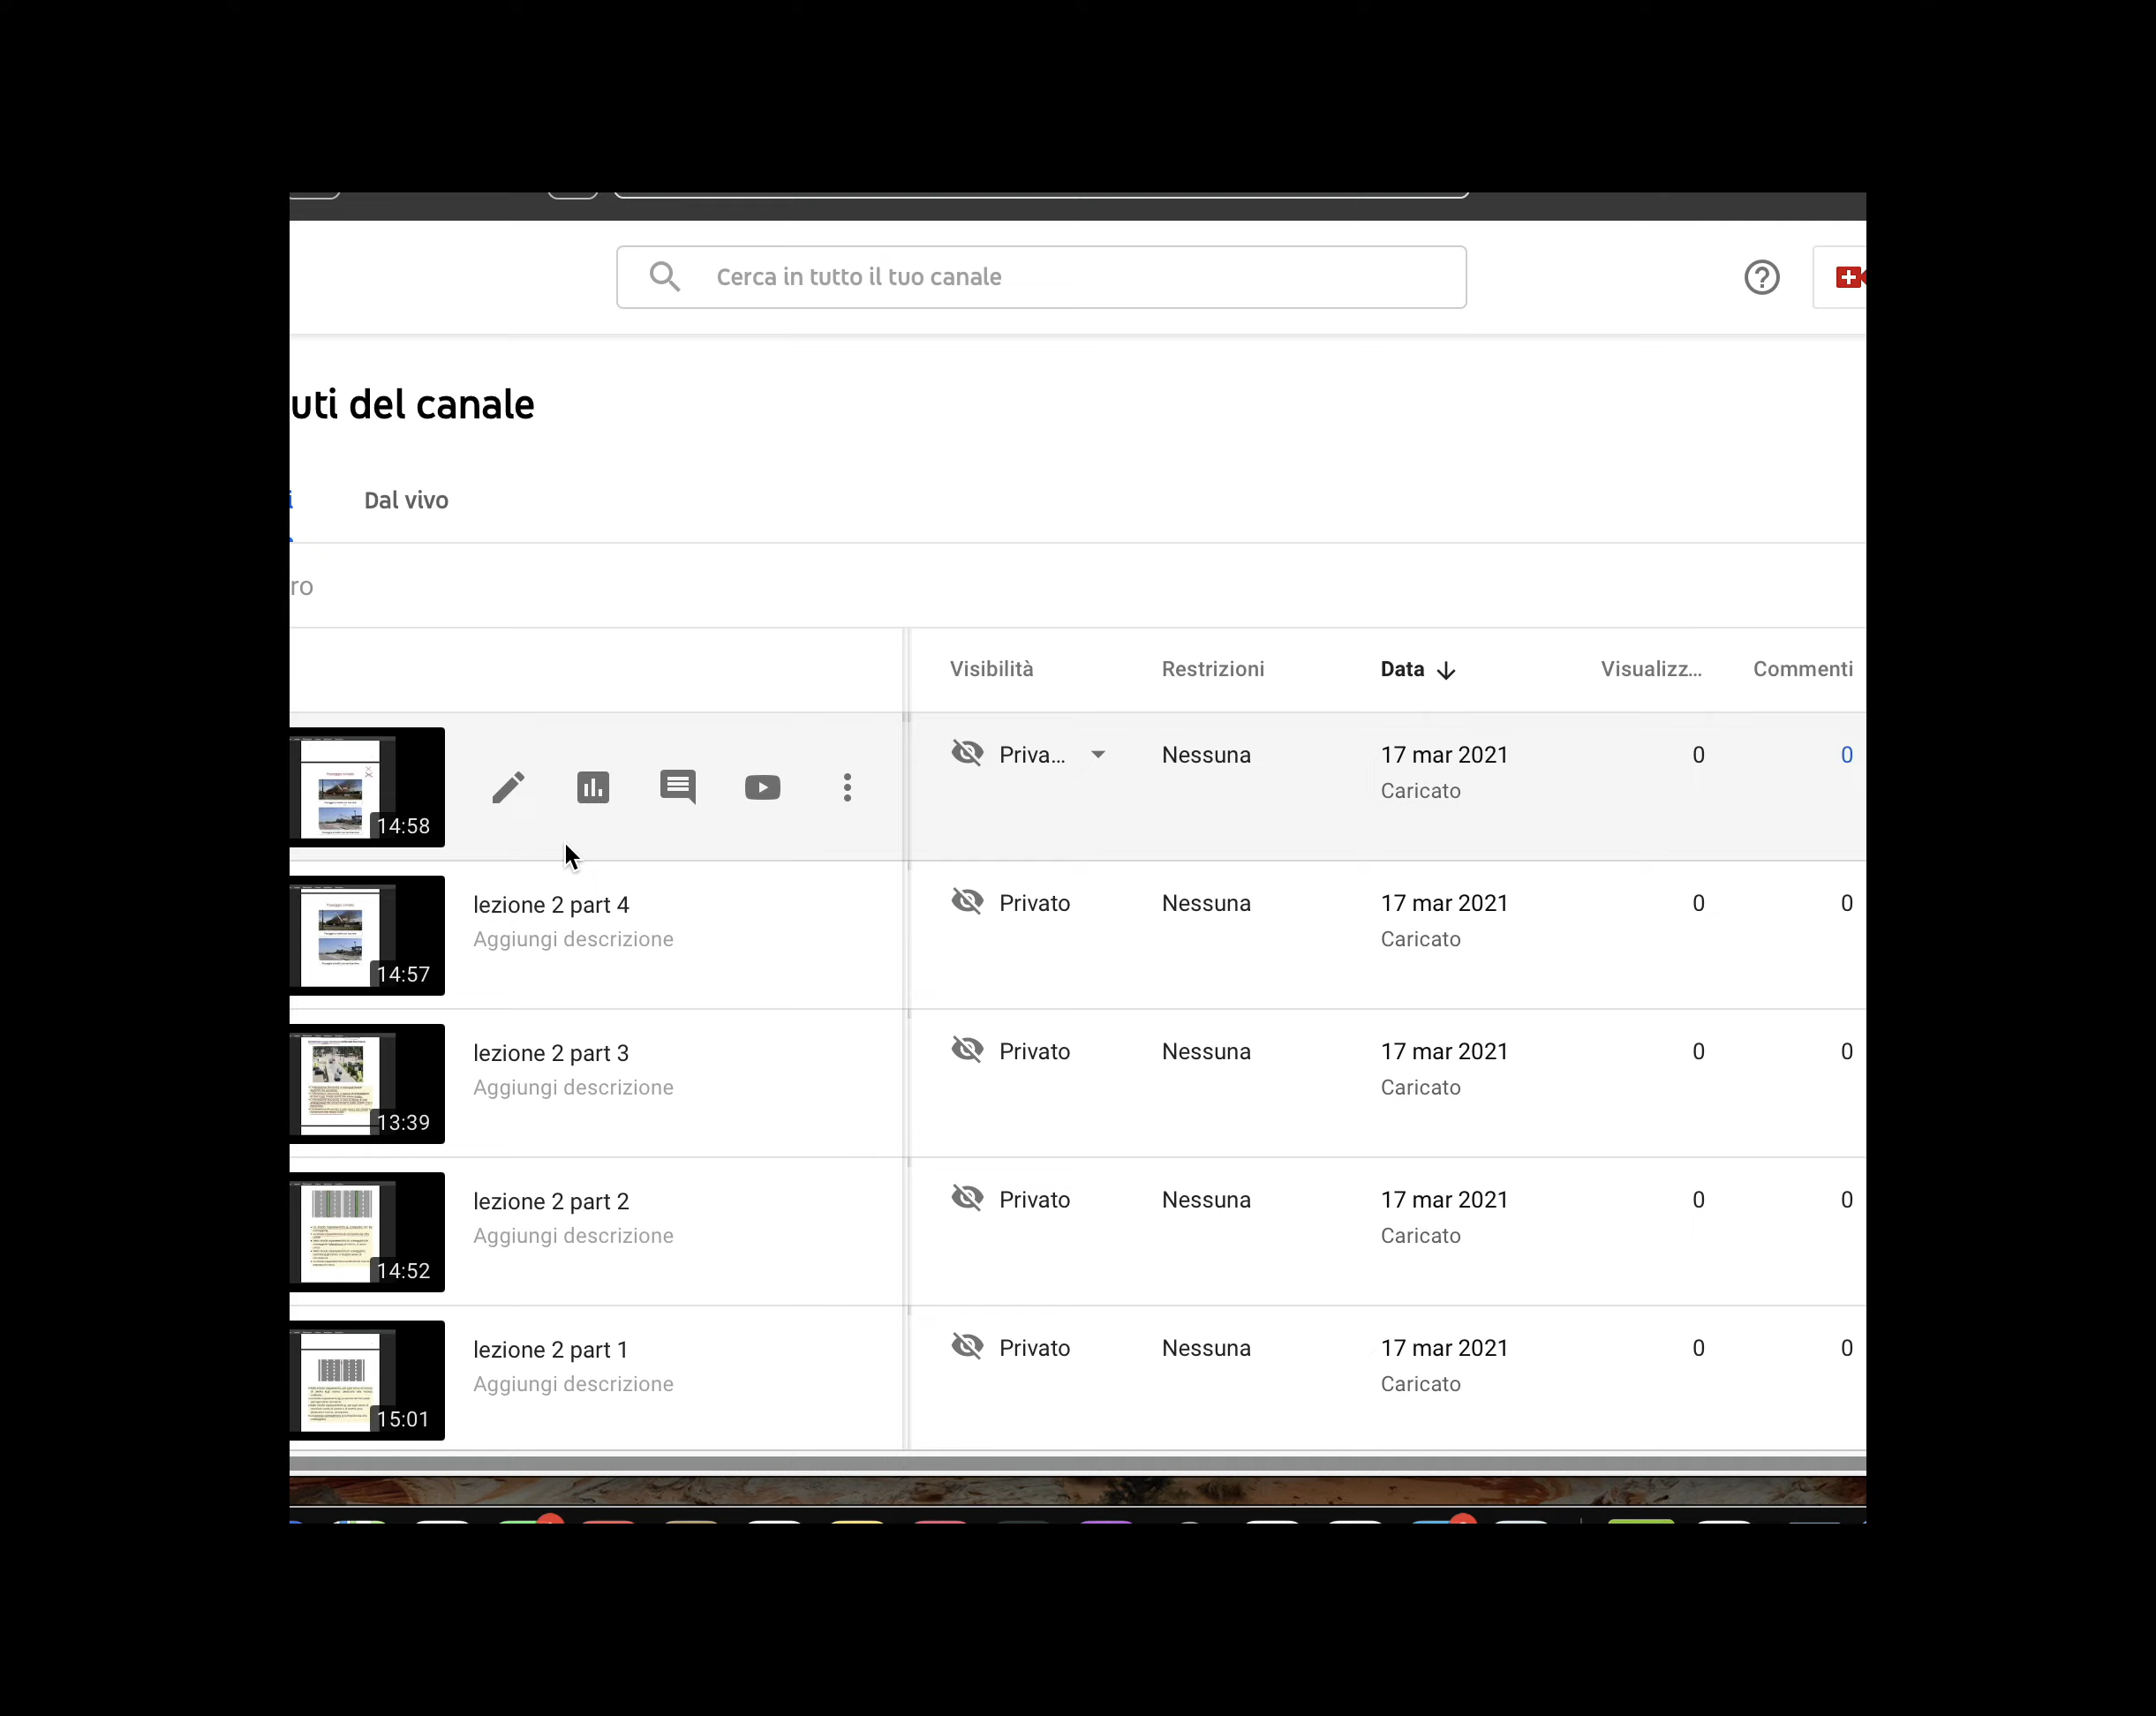 Cerca in tutto il tuo canale
uti del canale
i Dal vivo
ro
Visibilità Restrizioni Data Visualizz... Commenti
14:58 Priva... Nessuna 17 mar 2021 0 0
Caricato
lezione 2 part 4 Privato Nessuna 17 mar 2021 0 0
Aggiungi descrizione Caricato
14:57
lezione 2 part 3 Privato Nessuna 17 mar 2021 0 0
Aggiungi descrizione Caricato
13:39
lezione 2 part 2 Privato Nessuna 17 mar 2021 0 0
Aggiungi descrizione Caricato
14:52
lezione 2 part 1 Privato Nessuna 17 mar 2021 0 0
Aggiungi descrizione Caricato
15:01